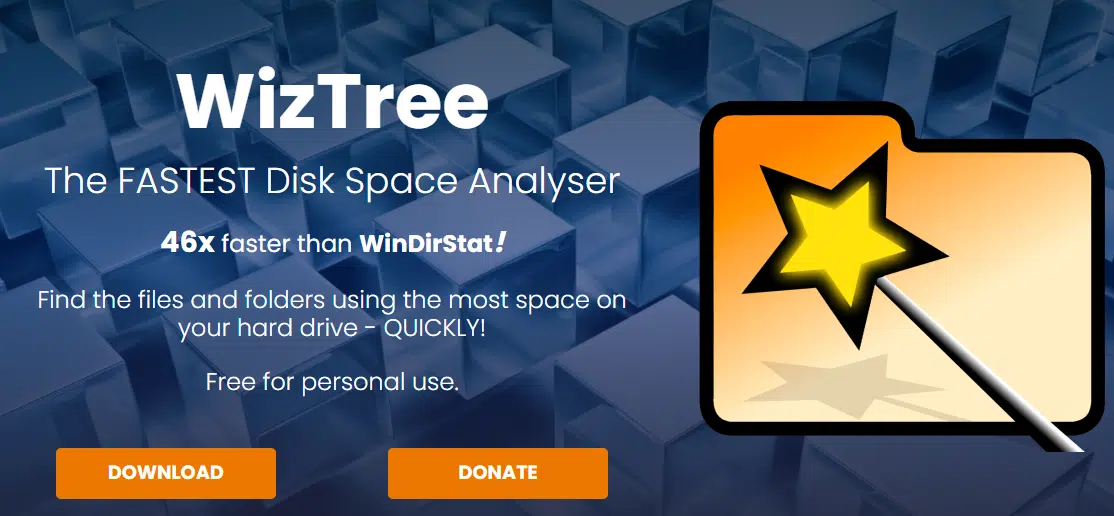 WizTree
The FASTEST Disk Space Analyser
46x faster than WinDirStat!
Find the files and folders using the most space on
your hard drive - QUICKLY!
Free for personal use.
DOWNLOAD
DONATE